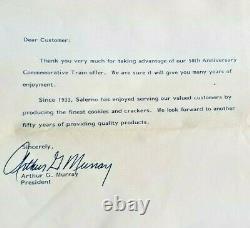 Dear Customer:
Thank you very much for taking advantage of our 50th Anniversary
Commemorative Train offer. We are sure it will give you many years of
enjoyment.
Since 1933, Salerno has enjoyed serving our valued customers by
producing the finest cookies and crackers. We look forward to another
fifty years of providing quality products.
Sincerely,
Arthur G Murray
Arthur G. Murray
President